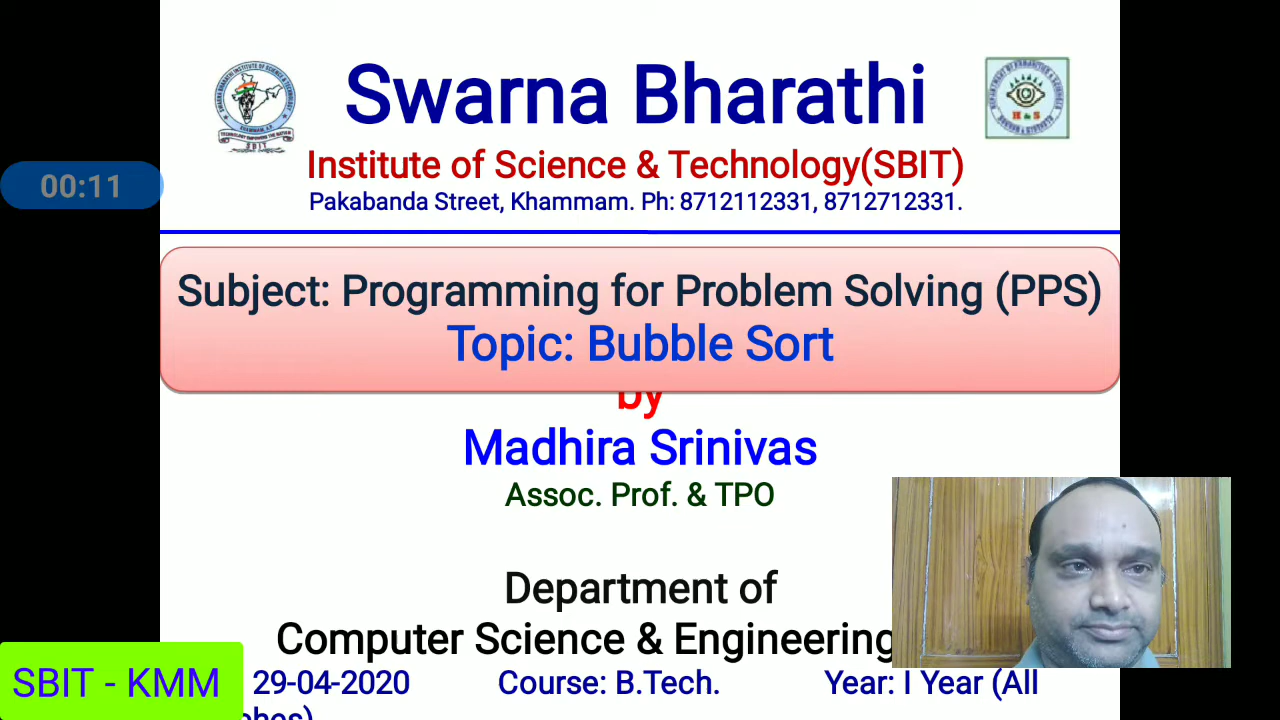 Swarna Bharathi
Institute of Science & Technology(SBIT)
Pakabanda Street, Khammam. Ph: 8712112331, 8712712331.
00:11
Subject: Programming for Problem Solving (PPS)
Topic: Bubble Sort
by
Madhira Srinivas
Assoc. Prof. & TPO
Department of
Computer Science & Engineering
SBIT - KMM
29-04-2020 Course: B.Tech. Year: I Year (All
H & S
SBIT